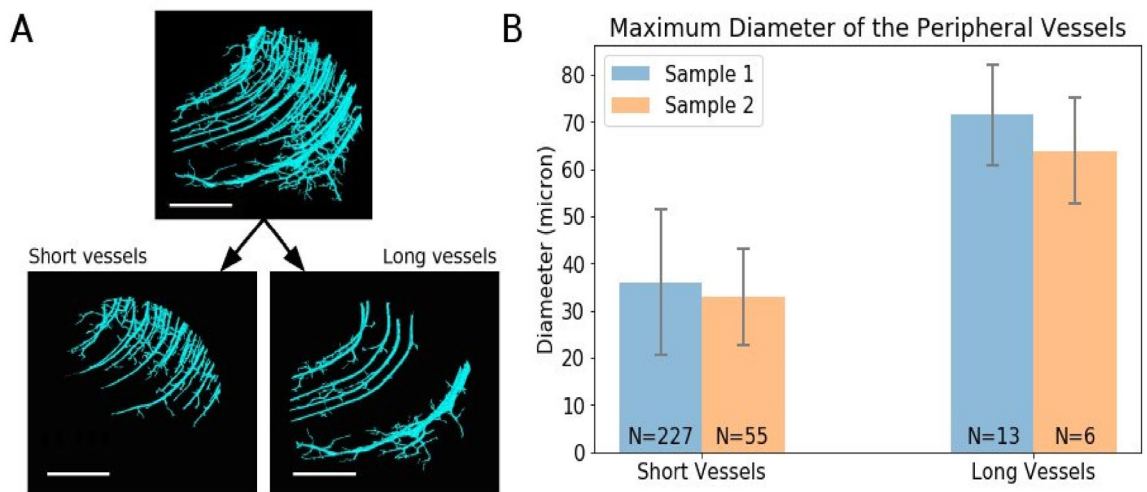 A
Short vessels
Long vessels
B
Maximum Diameter of the Peripheral Vessels
Sample 1
Sample 2
Diameeter (micron)
80
70
60
50
40
30
20
10
0
N=227
N=55
N=13
N=6
Short Vessels
Long Vessels